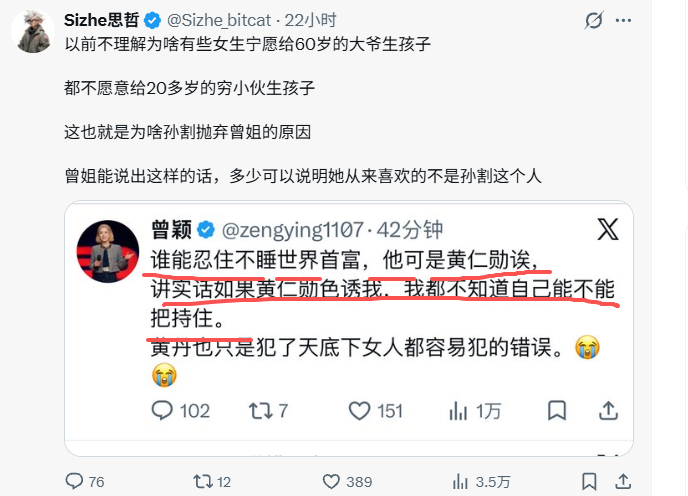 Sizhe思哲 @Sizhe_bitcat · 22小时
以前不理解为啥有些女生宁愿给60岁的大爷生孩子
都不愿意给20多岁的穷小伙生孩子
这也就是为啥孙割抛弃曾姐的原因
曾姐能说出这样的话，多少可以说明她从来喜欢的不是孙割这个人
曾颖 @zengying1107 · 42分钟
谁能忍住不睡世界首富，他可是黄仁勋诶，
讲实话如果黄仁勋色诱我，我都不知道自己能不能
把持住。
黄丹也只是犯了天底下女人都容易犯的错误。😭
😭
102 7 151 1万
76 12 389 3.5万